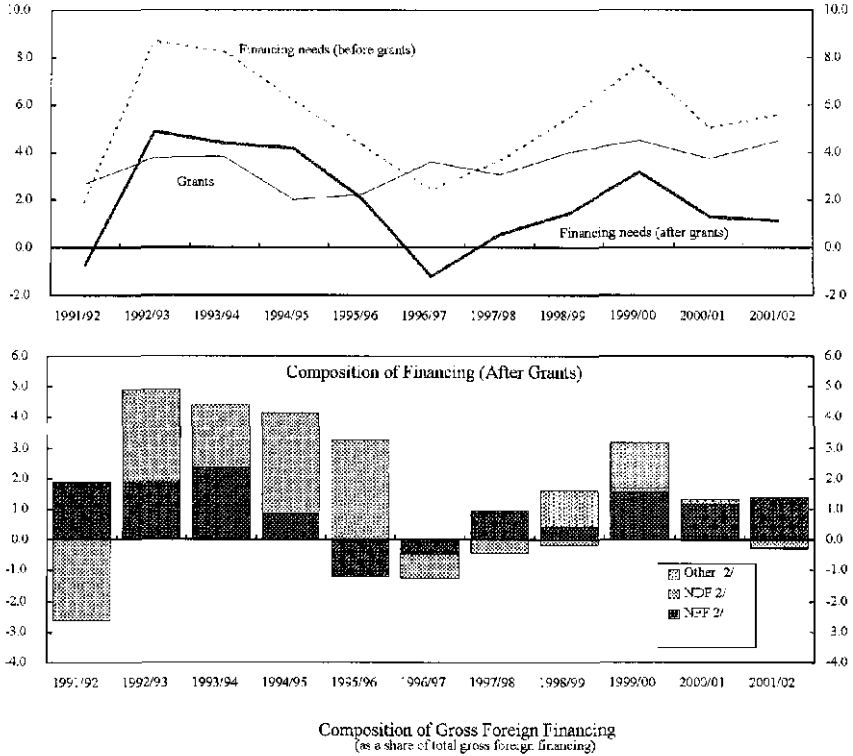 10.0 10.0
8.0 8.0
6.0 6.0
4.0 4.0
2.0 2.0
0.0 0.0
-2.0 -2.0
Financing needs (before grants)
Grants
Financing needs (after grants)
1991/92 1992/93 1993/94 1994/95 1995/96 1996/97 1997/98 1998/99 1999/00 2000/01 2001/02
Composition of Financing (After Grants)
6.0 6.0
5.0 5.0
4.0 4.0
3.0 3.0
2.0 2.0
1.0 1.0
0.0 0.0
-1.0 -1.0
-2.0 -2.0
-3.0 -3.0
-4.0 -4.0
Other 2/
NDF 2/
NFF 2/
1991/92 1992/93 1993/94 1994/95 1995/96 1996/97 1997/98 1998/99 1999/00 2000/01 2001/02
Composition of Gross Foreign Financing
(as a share of total gross foreign financing)